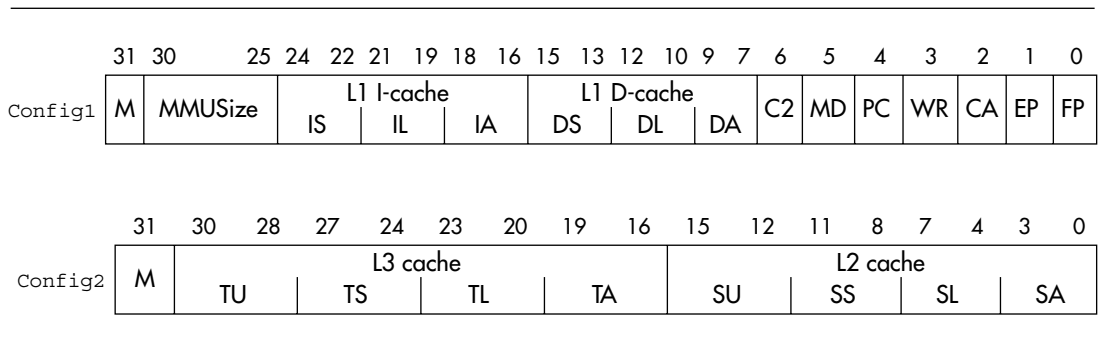 31 30 25 24 22 21 19 18 16 15 13 12 10 9 7 6 5 4 3 2 1 0
L1 I-cache L1 D-cache
Config1 M MMUSize IS IL IA DS DL DA C2 MD PC WR CA EP FP
31 30 28 27 24 23 20 19 16 15 12 11 8 7 4 3 0
L3 cache L2 cache
Config2 M TU TS TL TA SU SS SL SA